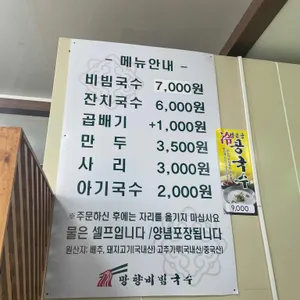 - 메뉴안내 -
비빔국수 7,000원
잔치국수 6,000원
곱빼기 +1,000원
만 두 3,500원
사 리 3,000원
아기국수 2,000원
※ 주문하신 후에는 자리를 옮기지 마십시요
물은 셀프입니다 /양념포장됩니다
원산지: 배추, 돼지고기(국내산) 고추가루(국내산/중국산)
망향비빔국수
冷
콩국수
9,000